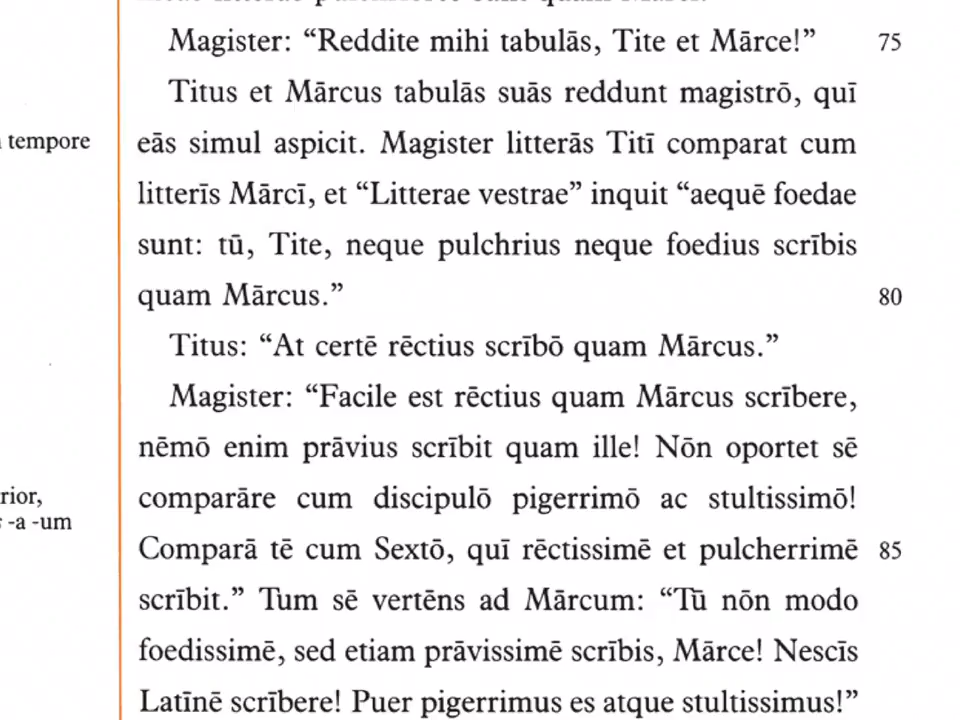 Magister: “Reddite mihi tabulās, Tite et Mārce!” 75
Titus et Mārcus tabulās suās reddunt magistrō, quī
tempore
eās simul aspicit. Magister litterās Titī comparat cum
litterīs Mārcī, et “Litterae vestrae” inquit “aequē foedae
sunt: tū, Tite, neque pulchrius neque foedius scrībis
quam Mārcus.” 80
Titus: “At certē rēctius scrībō quam Mārcus.”
Magister: “Facile est rēctius quam Mārcus scrībere,
nēmō enim prāvius scrībit quam ille! Nōn oportet sē
rior,
comparāre cum discipulō pigerrimō ac stultissimō!
-a -um
Comparā tē cum Sextō, quī rēctissimē et pulcherrimē 85
scrībit.” Tum sē vertēns ad Mārcum: “Tū nōn modo
foedissimē, sed etiam prāvissimē scrībis, Mārce! Nescīs
Latīnē scrībere! Puer pigerrimus es atque stultissimus!”